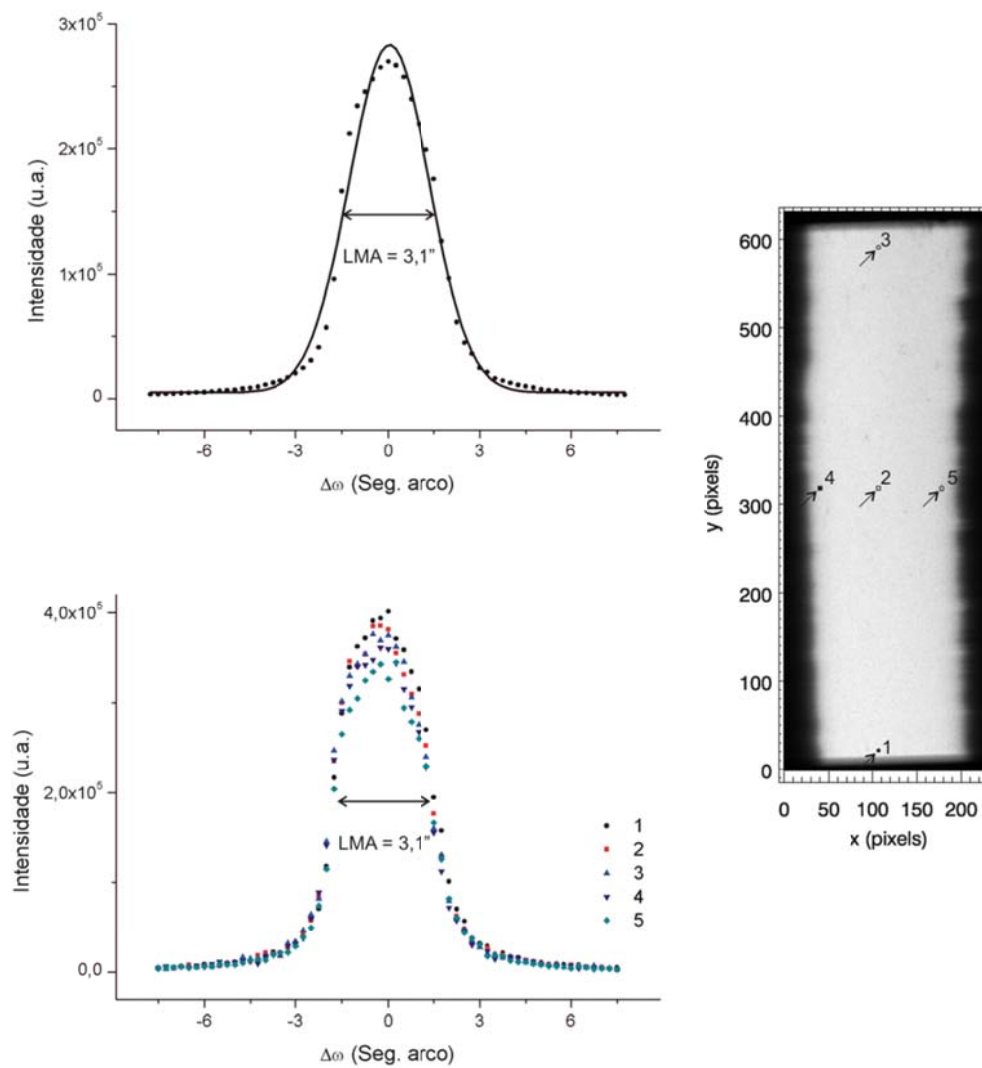 3x10⁵
2x10⁵
1x10⁵
0
Intensidade (u.a.)
LMA = 3,1"
-6 -3 0 3 6
Δω (Seg. arco)
4,0x10⁵
2,0x10⁵
0,0
Intensidade (u.a.)
LMA = 3,1"
1
2
3
4
5
-6 -3 0 3 6
Δω (Seg. arco)
600
500
400
300
200
100
0
y (pixels)
3
4 2 5
1
0 50 100 150 200
x (pixels)